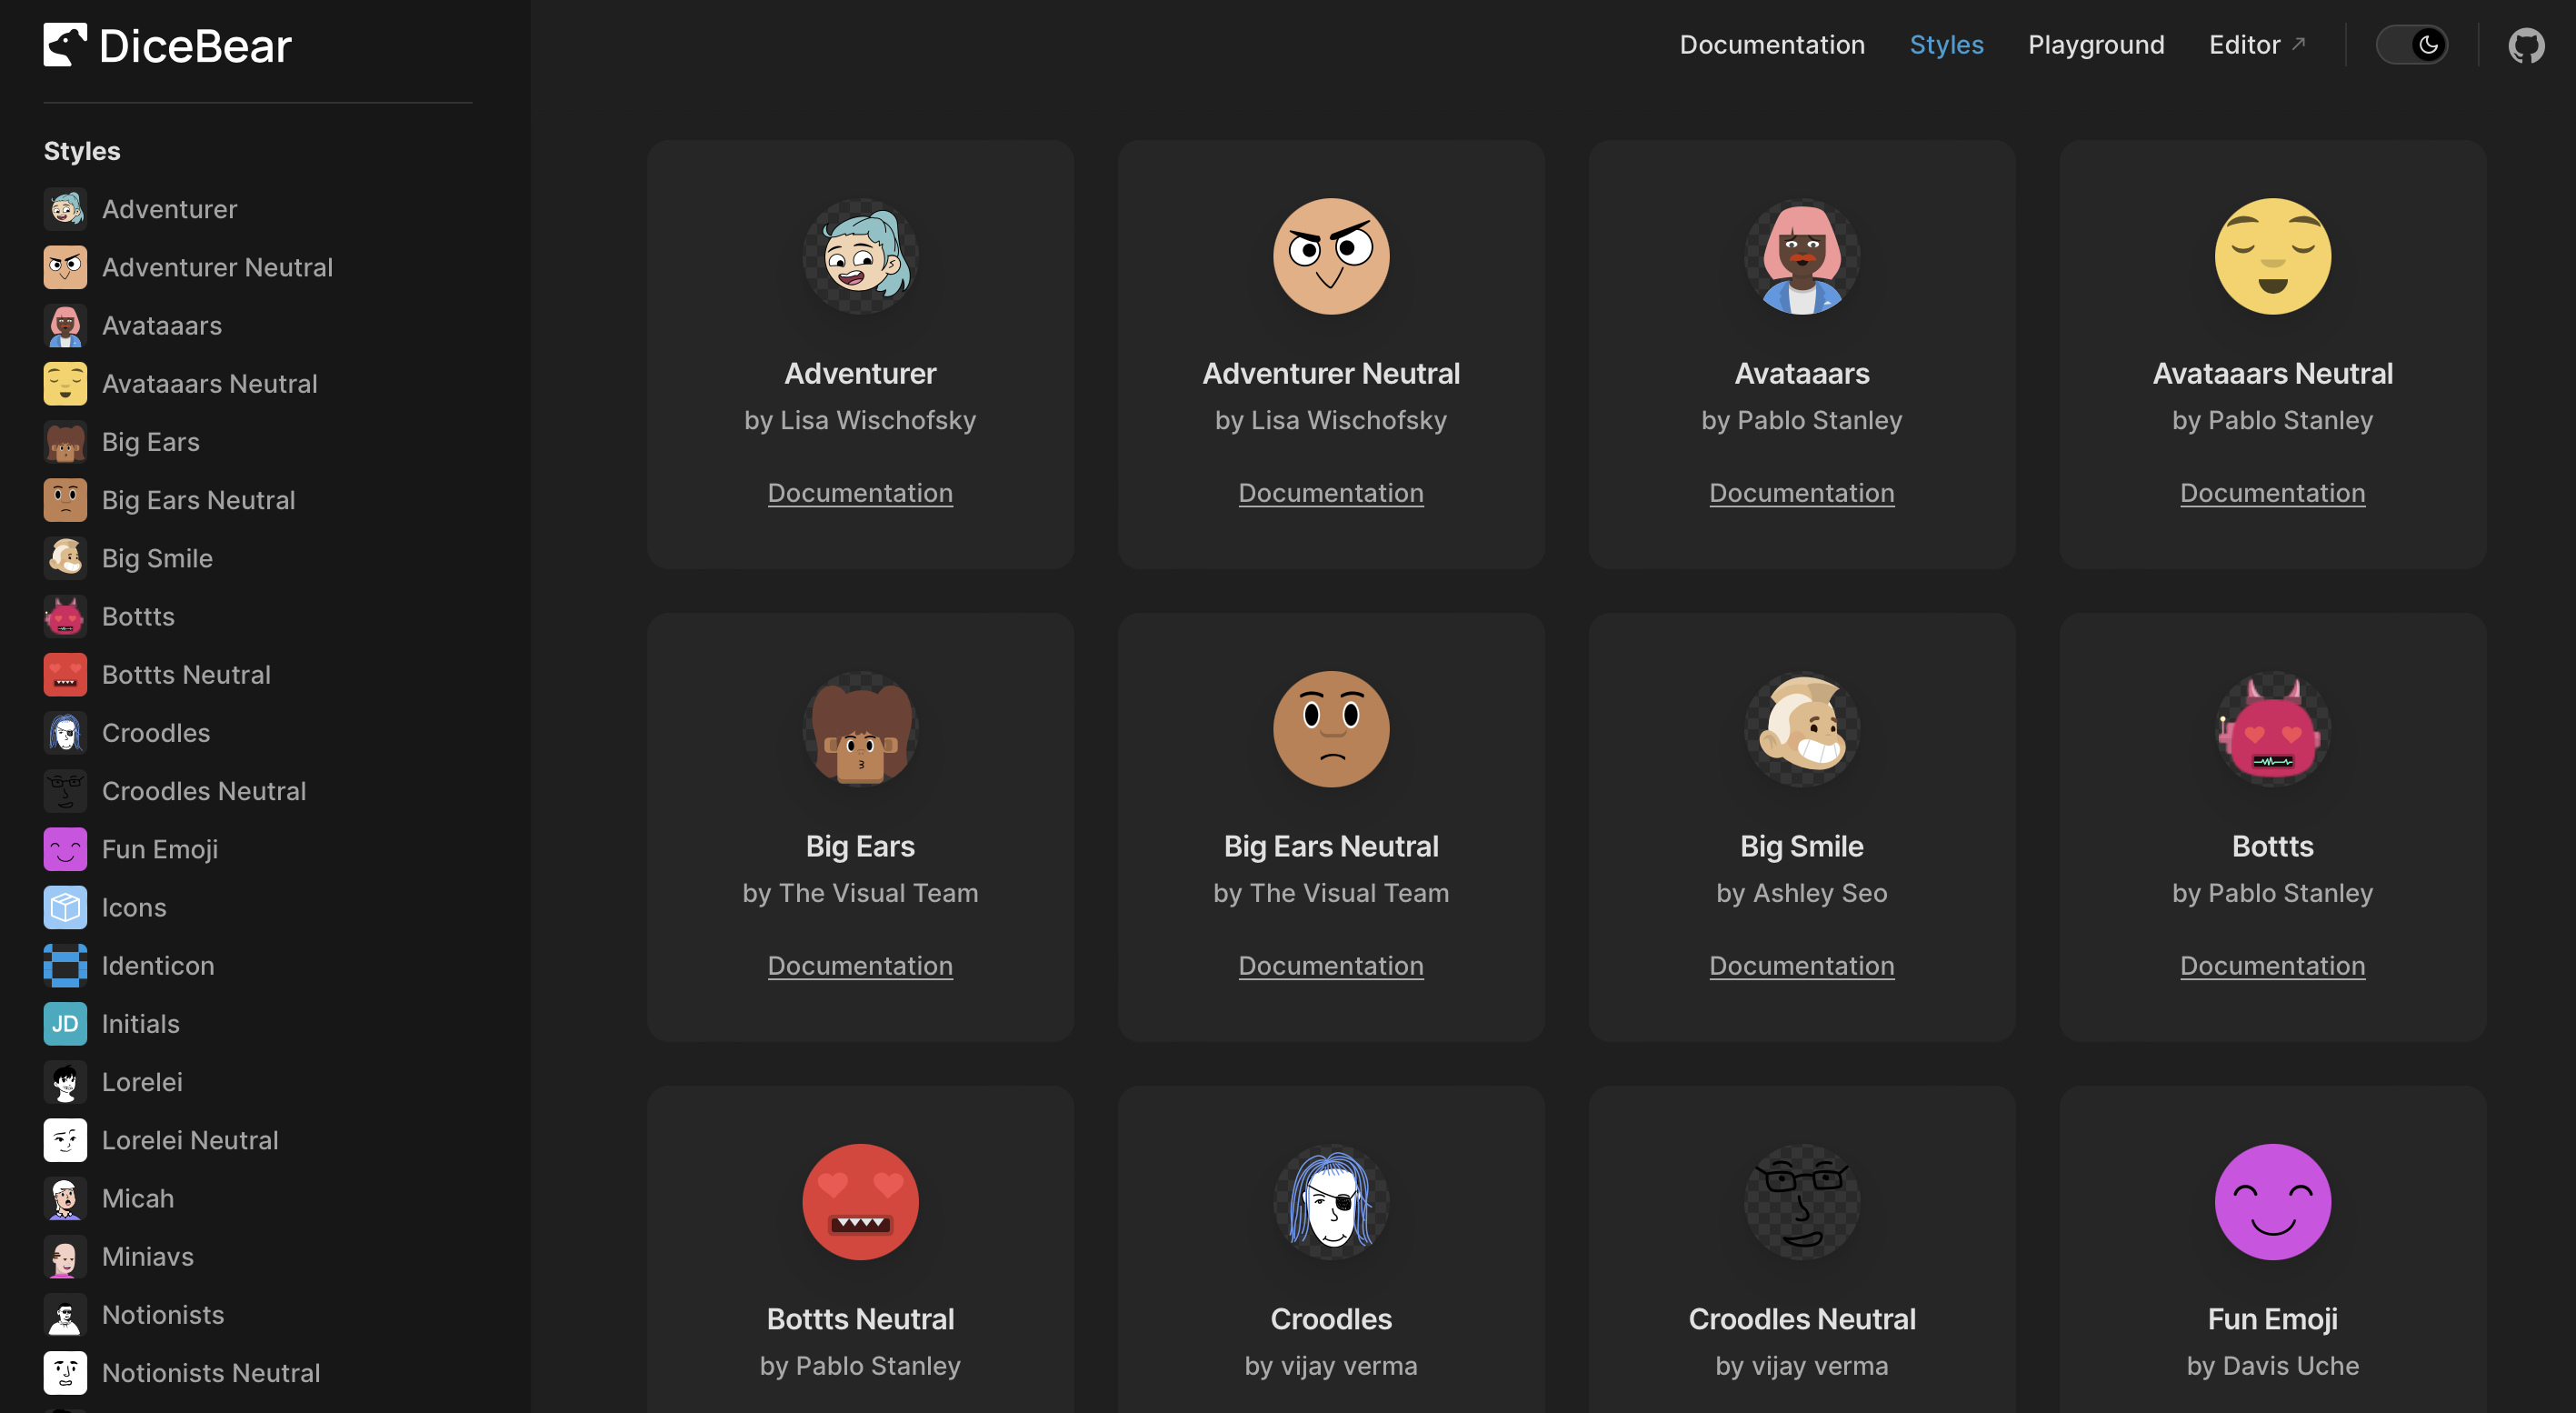 DiceBear
Documentation
Styles
Playground
Editor
Styles
Adventurer
Adventurer Neutral
Avataaars
Avataaars Neutral
Big Ears
Big Ears Neutral
Big Smile
Bottts
Bottts Neutral
Croodles
Croodles Neutral
Fun Emoji
Icons
Identicon
JD
Initials
Lorelei
Lorelei Neutral
Micah
Miniavs
Notionists
Notionists Neutral
Adventurer
by Lisa Wischofsky
Documentation
Adventurer Neutral
by Lisa Wischofsky
Documentation
Avataaars
by Pablo Stanley
Documentation
Avataaars Neutral
by Pablo Stanley
Documentation
Big Ears
by The Visual Team
Documentation
Big Ears Neutral
by The Visual Team
Documentation
Big Smile
by Ashley Seo
Documentation
Bottts
by Pablo Stanley
Documentation
Bottts Neutral
by Pablo Stanley
Croodles
by vijay verma
Croodles Neutral
by vijay verma
Fun Emoji
by Davis Uche